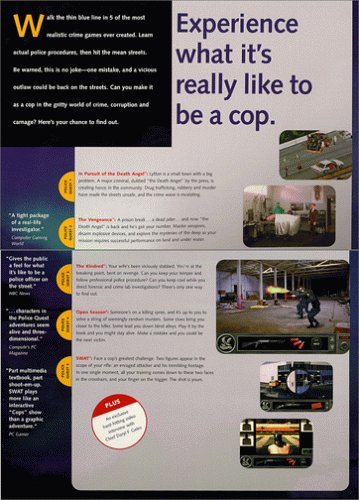 Walk the thin blue line in 5 of the most
realistic crime games ever created. Learn
actual police procedures, then hit the mean streets.
Be warned, this is no joke—one mistake, and a vicious
outlaw could be back on the streets. Can you make it
as a cop in the gritty world of crime, corruption and
carnage? Here's your chance to find out.
Experience
what it's
really like to
be a cop.
POLICE QUEST 1
In Pursuit of the Death Angel: Lytton is a small town with a big
problem. A major criminal, dubbed "the Death Angel" by the press, is
creating havoc in the community. Drug trafficking, robbery and murder
have made the streets unsafe, and the crime wave is escalating.
"A tight package
of a real-life
investigator."
Computer Gaming
World
POLICE QUEST 2
The Vengeance: A prison break ... a dead jailer ... and now "the
Death Angel" is back and he's got your number. Murder weapons,
disarm explosive devices, and explore the mysteries of the deep as your
mission requires successful performance on land and under water.
"Gives the public
a feel for what
it's like to be a
police officer on
the street."
NBC News
POLICE QUEST 3
The Kindred: Your wife's been viciously stabbed. You're at the
breaking point, bent on revenge. Can you keep your temper and
follow professional police procedure? Can you keep cool while you
direct forensic and crime lab investigations? There's only one way
to find out.
"...characters in
the Police Quest
adventures seem
alive and three-
dimensional."
Computers PC
Magazine
POLICE QUEST 4
Open Season: Someone's on a killing spree, and it's up to you to
solve a string of seemingly random murders. Some clues bring you
closer to the killer. Some lead you down blind alleys. Play it by the
book and you might stay alive. Make a mistake and you could be
the next victim.
"Part multimedia
textbook, part
shoot-em-up.
SWAT plays
more like an
interactive
"Cops" show
than a graphic
adventure."
PC Gamer
POLICE QUEST 5
SWAT: Face a cop's greatest challenge. Two figures appear in the
scope of your rifle: an enraged attacker and his trembling hostage.
In one single moment, all your training comes down to these two faces
in the crosshairs, and your finger on the trigger. The shot is yours.
PLUS
An exclusive
hard-hitting video
interview with
Chief Daryl F. Gates